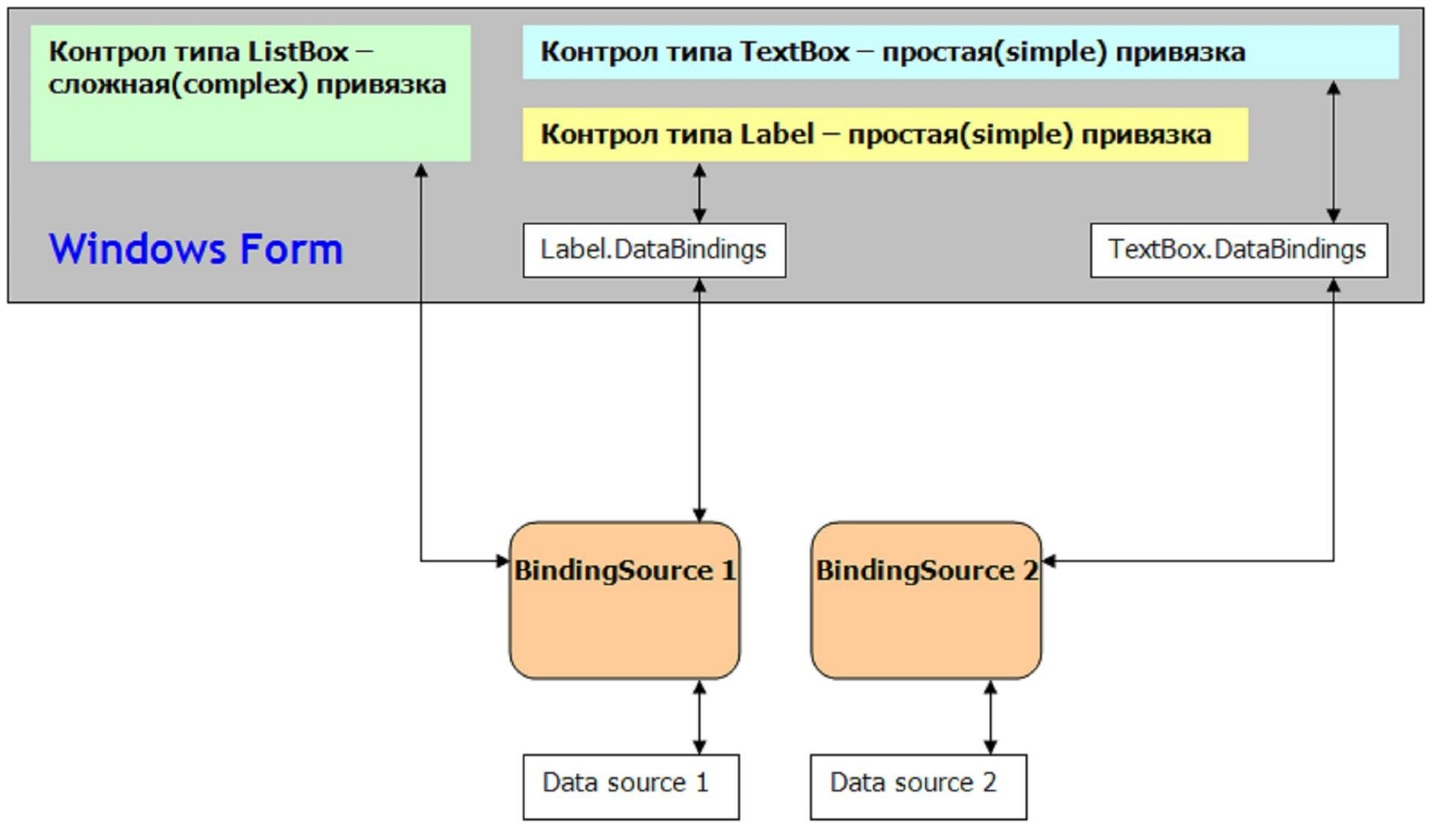 Контрол типа ListBox –
сложная(complex) привязка
Контрол типа TextBox – простая(simple) привязка
Контрол типа Label – простая(simple) привязка
Windows Form
Label.DataBindings
TextBox.DataBindings
BindingSource 1
BindingSource 2
Data source 1
Data source 2